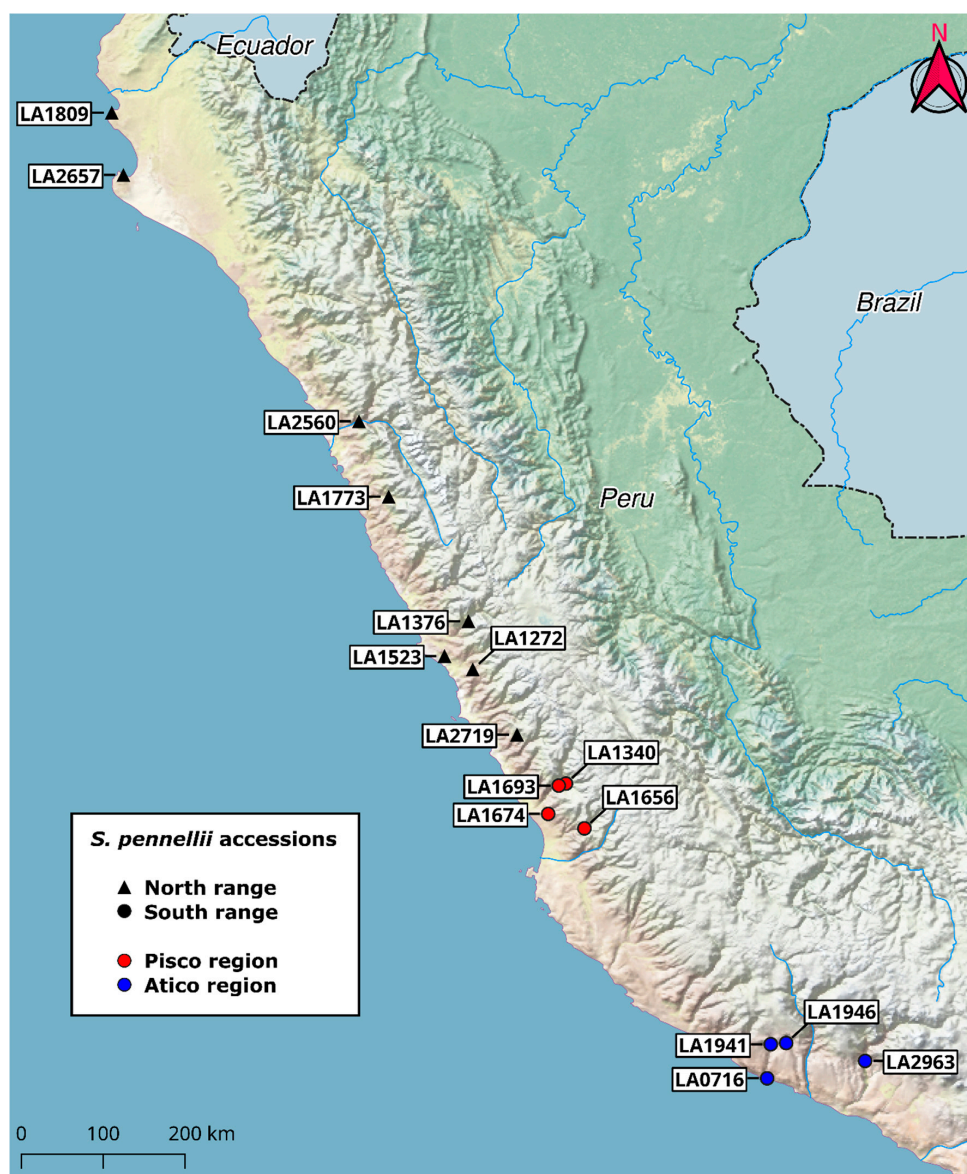 Ecuador
N
LA1809
LA2657
Brazil
LA2560
LA1773
Peru
LA1376
LA1272
LA1523
LA2719
LA1340
LA1693
LA1656
LA1674
S. pennellii accessions
North range
South range
Pisco region
Atico region
LA1946
LA1941
LA2963
LA0716
0 100 200 km